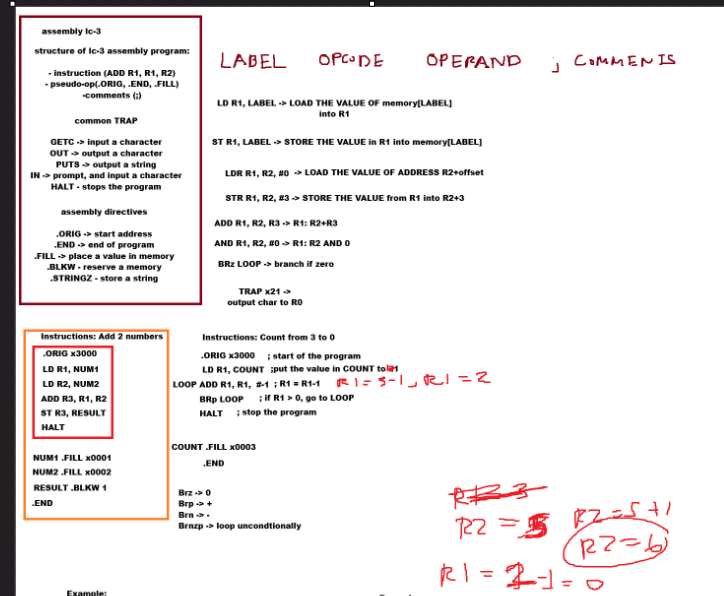 assembly lc-3
structure of lc-3 assembly program:
- instruction (ADD R1, R1, R2)
- pseudo-op(.ORIG, .END, .FILL)
-comments (;)
common TRAP
GETC -> input a character
OUT -> output a character
PUTS -> output a string
IN -> prompt, and input a character
HALT - stops the program
assembly directives
.ORIG -> start address
.END -> end of program
.FILL -> place a value in memory
.BLKW - reserve a memory
.STRINGZ - store a string
LABEL OPCODE OPERAND ; COMMENTS
LD R1, LABEL -> LOAD THE VALUE OF memory[LABEL]
into R1
ST R1, LABEL -> STORE THE VALUE in R1 into memory[LABEL]
LDR R1, R2, #0 -> LOAD THE VALUE OF ADDRESS R2+offset
STR R1, R2, #3 -> STORE THE VALUE from R1 into R2+3
ADD R1, R2, R3 -> R1: R2+R3
AND R1, R2, #0 -> R1: R2 AND 0
BRz LOOP -> branch if zero
TRAP x21 ->
output char to R0
Instructions: Add 2 numbers
.ORIG x3000
LD R1, NUM1
LD R2, NUM2
ADD R3, R1, R2
ST R3, RESULT
HALT
NUM1 .FILL x0001
NUM2 .FILL x0002
RESULT .BLKW 1
.END
Instructions: Count from 3 to 0
.ORIG x3000 ; start of the program
LD R1, COUNT ;put the value in COUNT to R1
LOOP ADD R1, R1, #-1 ; R1 = R1-1 R1 = 3-1, R1 = 2
BRp LOOP ; if R1 > 0, go to LOOP
HALT ; stop the program
COUNT .FILL x0003
.END
Brz -> 0
Brp -> +
Brn -> -
Brnzp -> loop uncondtionally
R2 = 5
R2 = 5 + 1
R2 = 6
R1 = -1 = 0
Example: